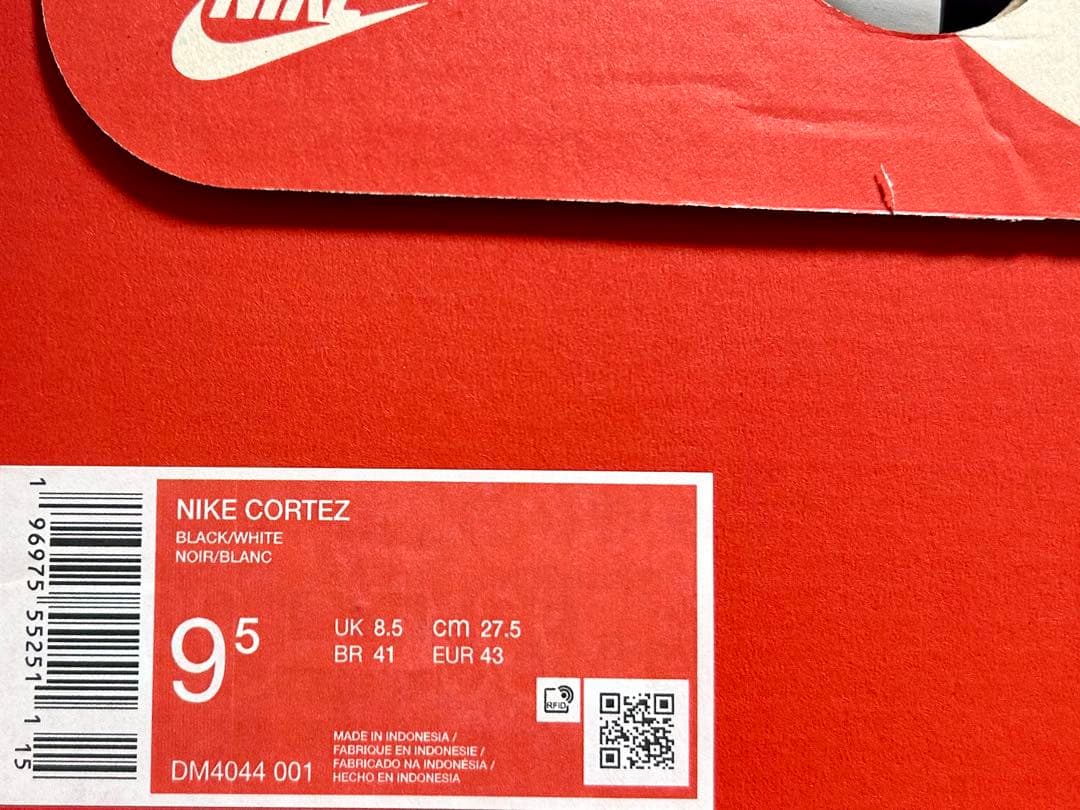 NIKE
NIKE CORTEZ
BLACK/WHITE
NOIR/BLANC
9 5
UK 8.5 cm 27.5
BR 41 EUR 43
RFID
MADE IN INDONESIA /
FABRIQUE EN INDONESIE /
FABRICADO NA INDONÉSIA /
HECHO EN INDONESIA
DM4044 001
1 96975 55251 1 15